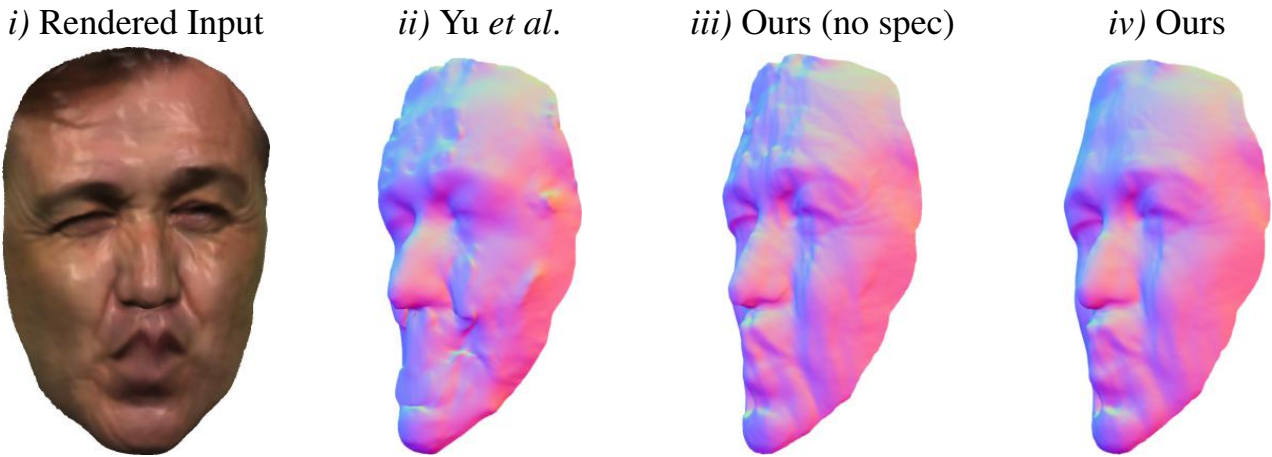 i) Rendered Input ii) Yu et al. iii) Ours (no spec) iv) Ours